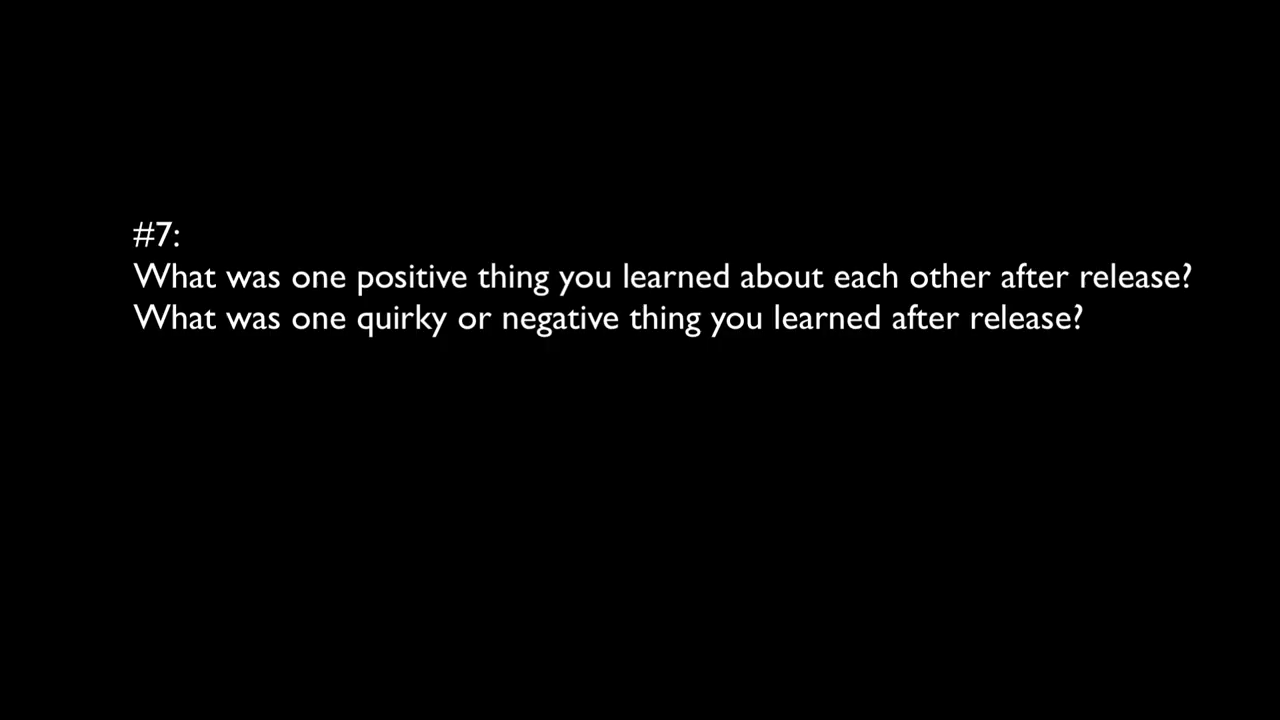 #7:
What was one positive thing you learned about each other after release?
What was one quirky or negative thing you learned after release?